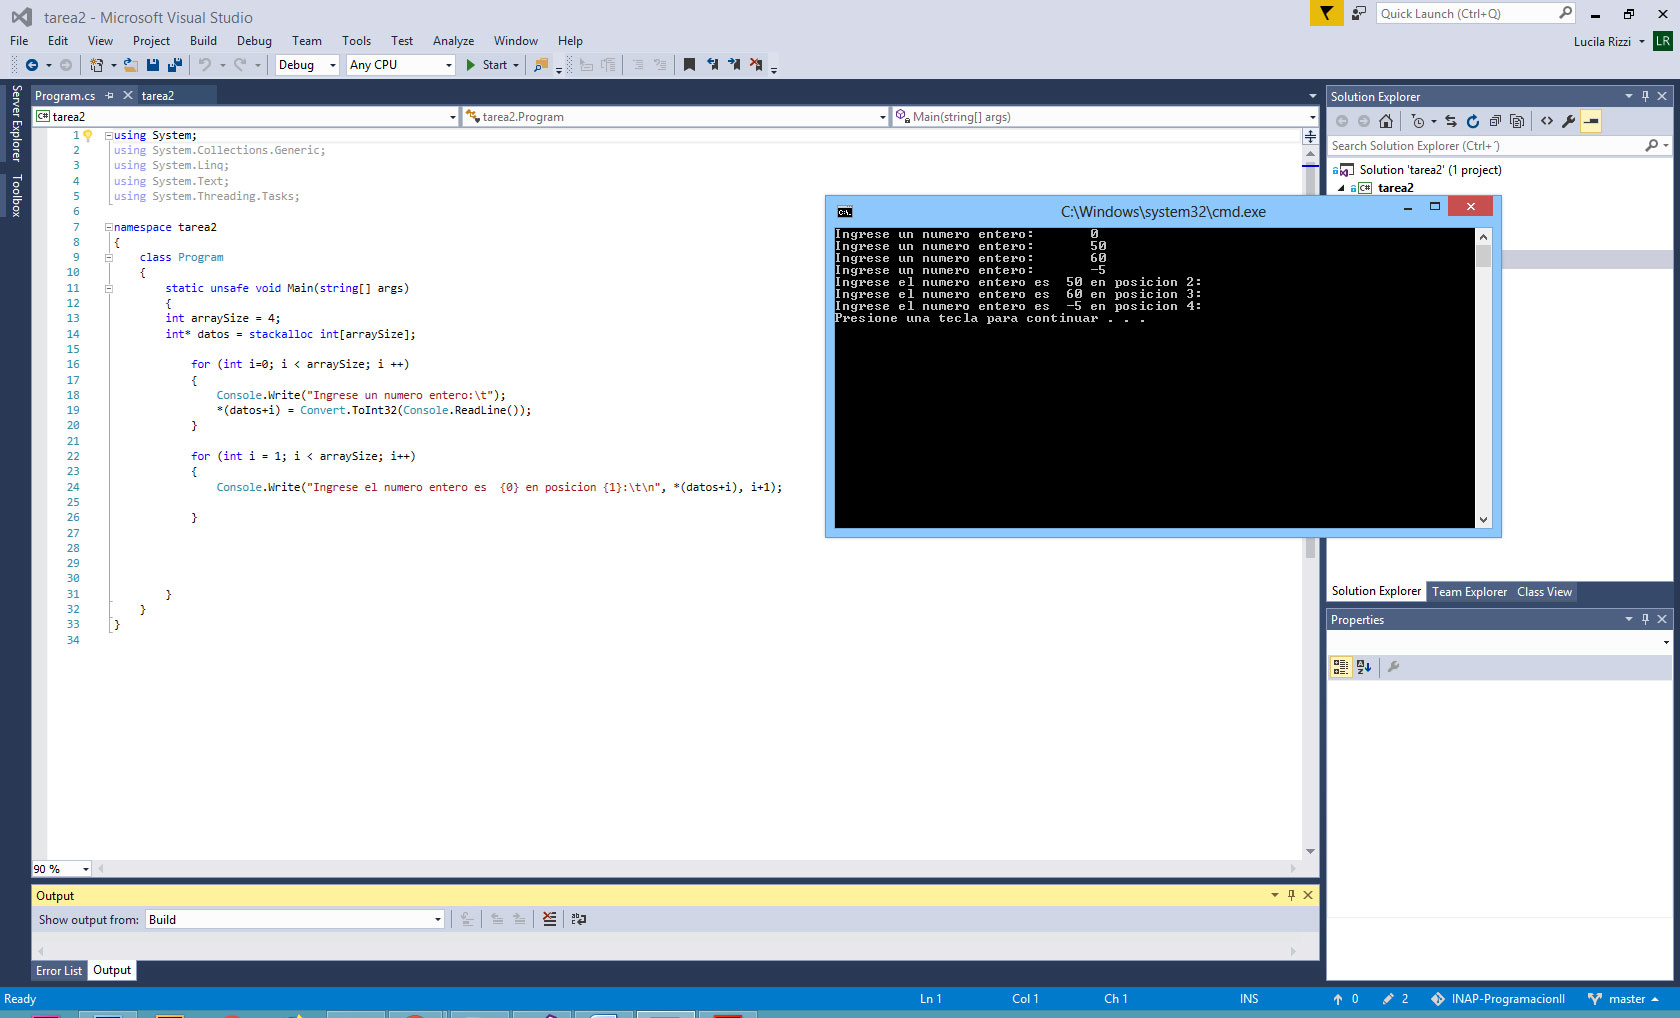 tarea2 - Microsoft Visual Studio
Quick Launch (Ctrl+Q)
File Edit View Project Build Debug Team Tools Test Analyze Window Help
Lucila Rizzi LR
Debug Any CPU Start
Server Explorer
Toolbox
Program.cs tarea2
C# tarea2 tarea2.Program Main(string[] args)
1 using System;
2 using System.Collections.Generic;
3 using System.Linq;
4 using System.Text;
5 using System.Threading.Tasks;
6
7 namespace tarea2
8 {
9 class Program
10 {
11 static unsafe void Main(string[] args)
12 {
13 int arraySize = 4;
14 int* datos = stackalloc int[arraySize];
15
16 for (int i=0; i < arraySize; i ++)
17 {
18 Console.Write("Ingrese un numero entero:\t");
19 *(datos+i) = Convert.ToInt32(Console.ReadLine());
20 }
21
22 for (int i = 1; i < arraySize; i++)
23 {
24 Console.Write("Ingrese el numero entero es  {0} en posicion {1}:\t\n", *(datos+i), i+1);
25
26 }
27
28
29
30
31 }
32 }
33 }
34
90 %
C:\Windows\system32\cmd.exe
Ingrese un numero entero: 0
Ingrese un numero entero: 50
Ingrese un numero entero: 60
Ingrese un numero entero: -5
Ingrese el numero entero es  50 en posicion 2:
Ingrese el numero entero es  60 en posicion 3:
Ingrese el numero entero es  -5 en posicion 4:
Presione una tecla para continuar . . .
Solution Explorer
Search Solution Explorer (Ctrl+´)
Solution 'tarea2' (1 project)
C# tarea2
Solution Explorer Team Explorer Class View
Properties
Output
Show output from: Build
Error List Output
Ready Ln 1 Col 1 Ch 1 INS 0 2 INAP-ProgramacionII master